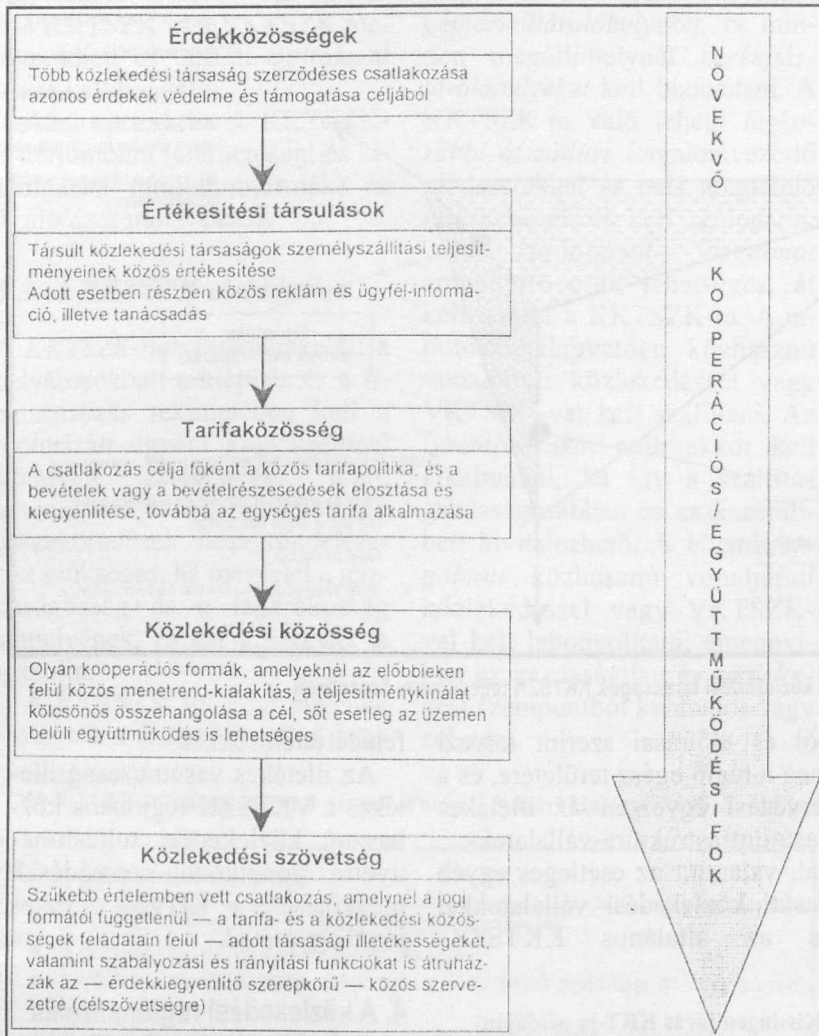 Érdekközösségek
Több közlekedési társaság szerződéses csatlakozása
azonos érdekek védelme és támogatása céljából
Értékesítési társulások
Társult közlekedési társaságok személyszállítási teljesít-
ményeinek közös értékesítése
Adott esetben részben közös reklám és ügyfél-informá-
ció, illetve tanácsadás
Tarifaközösség
A csatlakozás célja főként a közös tarifapolitika, és a
bevételek vagy a bevételrészesedések elosztása és
kiegyenlítése, továbbá az egységes tarifa alkalmazása
Közlekedési közösség
Olyan kooperációs formák, amelyeknél az előbbieken
felül közös menetrend-kialakítás, a teljesítménykínálat
kölcsönös összehangolása a cél, sőt esetleg az üzemen
belüli együttműködés is lehetséges
Közlekedési szövetség
Szűkebb értelemben vett csatlakozás, amelynél a jogi
formától függetlenül — a tarifa- és a közlekedési közös-
ségek feladatain felül — adott társasági illetékességeket,
valamint szabályozási és irányítási funkciókat is átruház-
zák az — érdekkiegyenlítő szerepkörű — közös szerve-
zetre (célszövetségre)
NÖVEKVŐ KOOPERÁCIÓS/EGYÜTTMŰKÖDÉSI FOK